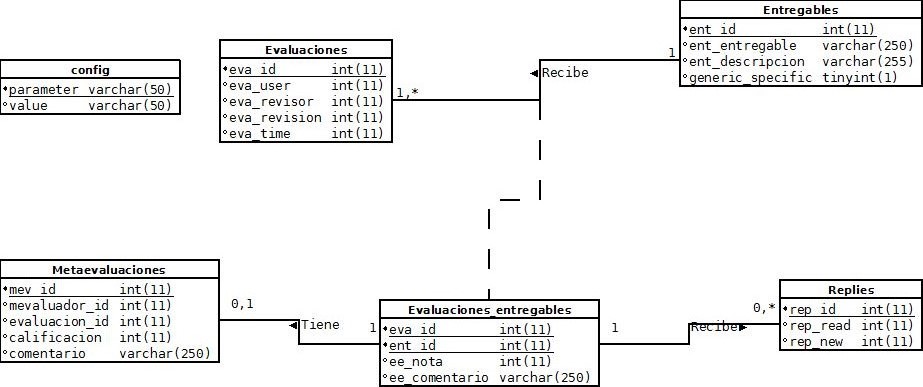 Entregables
ent_id int(11)
ent_entregable varchar(250)
ent_descripcion varchar(255)
generic_specific tinyint(1)
Evaluaciones
eva_id int(11)
eva_user int(11)
eva_revisor int(11)
eva_revision int(11)
eva_time int(11)
config
parameter varchar(50)
value varchar(50)
1
Recibe
1,*
Metaevaluaciones
mev_id int(11)
mevaluador_id int(11)
evaluacion_id int(11)
calificacion int(11)
comentario varchar(250)
0,1
Tiene
1
Evaluaciones_entregables
eva_id int(11)
ent_id int(11)
ee_nota int(11)
ee_comentario varchar(250)
1
Recibe
0,*
Replies
rep_id int(11)
rep_read int(11)
rep_new int(11)